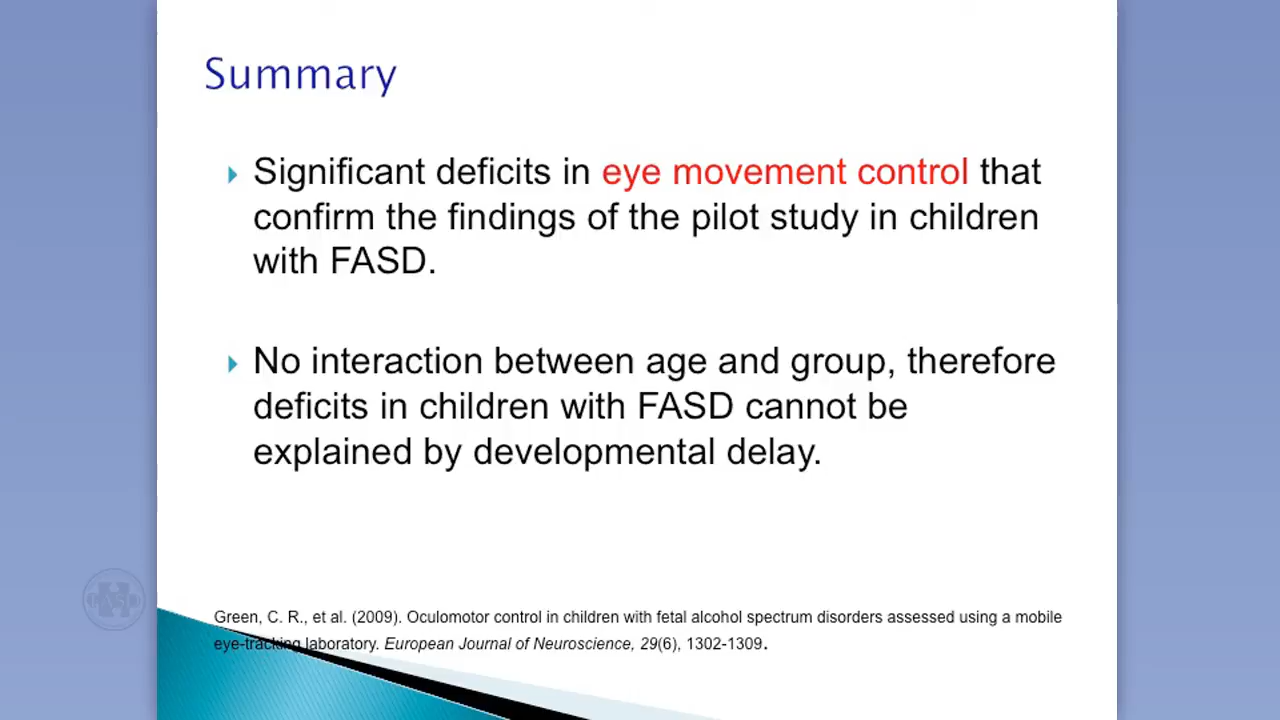 Summary
Significant deficits in eye movement control that
confirm the findings of the pilot study in children
with FASD.
No interaction between age and group, therefore
deficits in children with FASD cannot be
explained by developmental delay.
FASD
Green, C. R., et al. (2009). Oculomotor control in children with fetal alcohol spectrum disorders assessed using a mobile
eye-tracking laboratory. European Journal of Neuroscience, 29(6), 1302-1309.